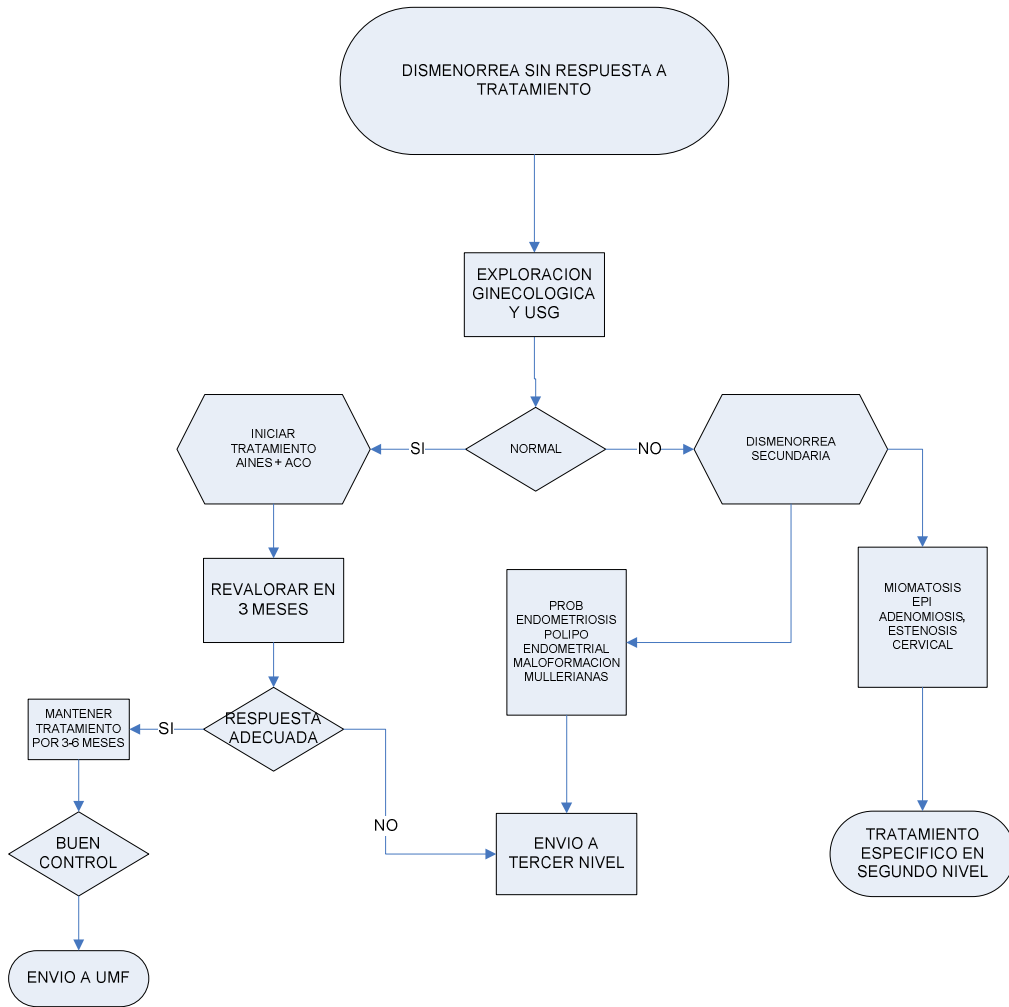 DISMENORREA SIN RESPUESTA A
TRATAMIENTO
EXPLORACION
GINECOLOGICA
Y USG
INICIAR
TRATAMIENTO
AINES + ACO
SI
NORMAL
NO
DISMENORREA
SECUNDARIA
REVALORAR EN
3 MESES
PROB
ENDOMETRIOSIS
POLIPO
ENDOMETRIAL
MALOFORMACION
MULLERIANAS
MIOMATOSIS
EPI
ADENOMIOSIS,
ESTENOSIS
CERVICAL
MANTENER
TRATAMIENTO
POR 3-6 MESES
SI
RESPUESTA
ADECUADA
NO
BUEN
CONTROL
ENVIO A
TERCER NIVEL
TRATAMIENTO
ESPECIFICO EN
SEGUNDO NIVEL
ENVIO A UMF